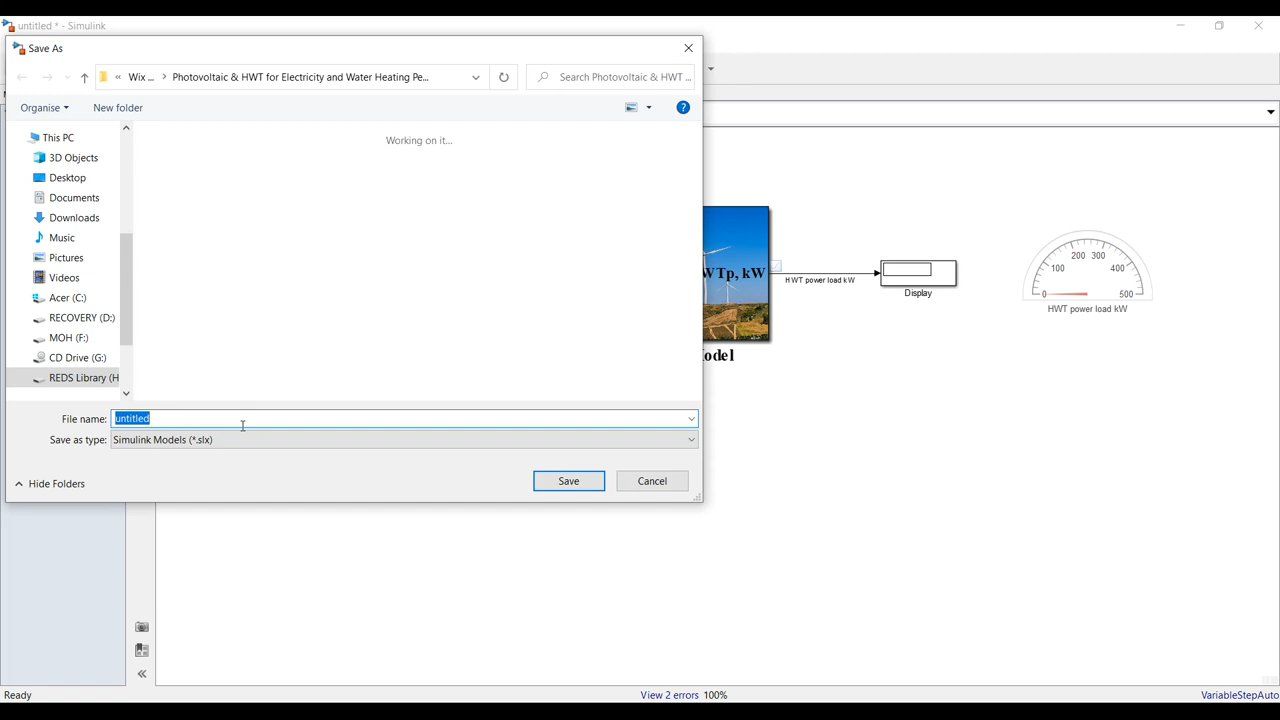 untitled * - Simulink
Save As
« Wix ... > Photovoltaic & HWT for Electricity and Water Heating Pe...
Search Photovoltaic & HWT ...
Organise
New folder
Working on it...
This PC
3D Objects
Desktop
Documents
Downloads
Music
Pictures
Videos
Acer (C:)
RECOVERY (D:)
MOH (F:)
CD Drive (G:)
REDS Library (H
File name: untitled
Save as type: Simulink Models (*.slx)
Hide Folders
Save
Cancel
WTp, kW
HWT power load kW
Display
0 100 200 300 400 500
HWT power load kW
odel
Ready
View 2 errors 100%
VariableStepAuto